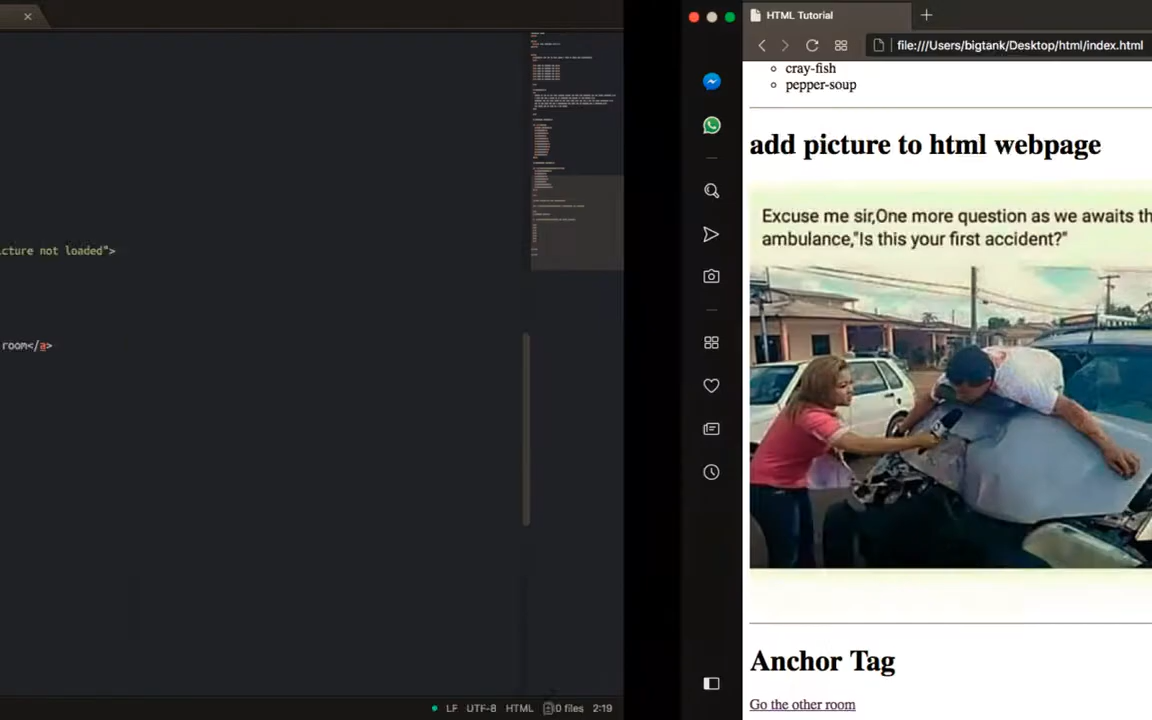 HTML Tutorial
file:///Users/bigtank/Desktop/html/index.html
cray-fish
pepper-soup
add picture to html webpage
Excuse me sir,One more question as we awaits th
ambulance,"Is this your first accident?"
icture not loaded">
room</a>
Anchor Tag
Go the other room
LF UTF-8 HTML 0 files 2:19